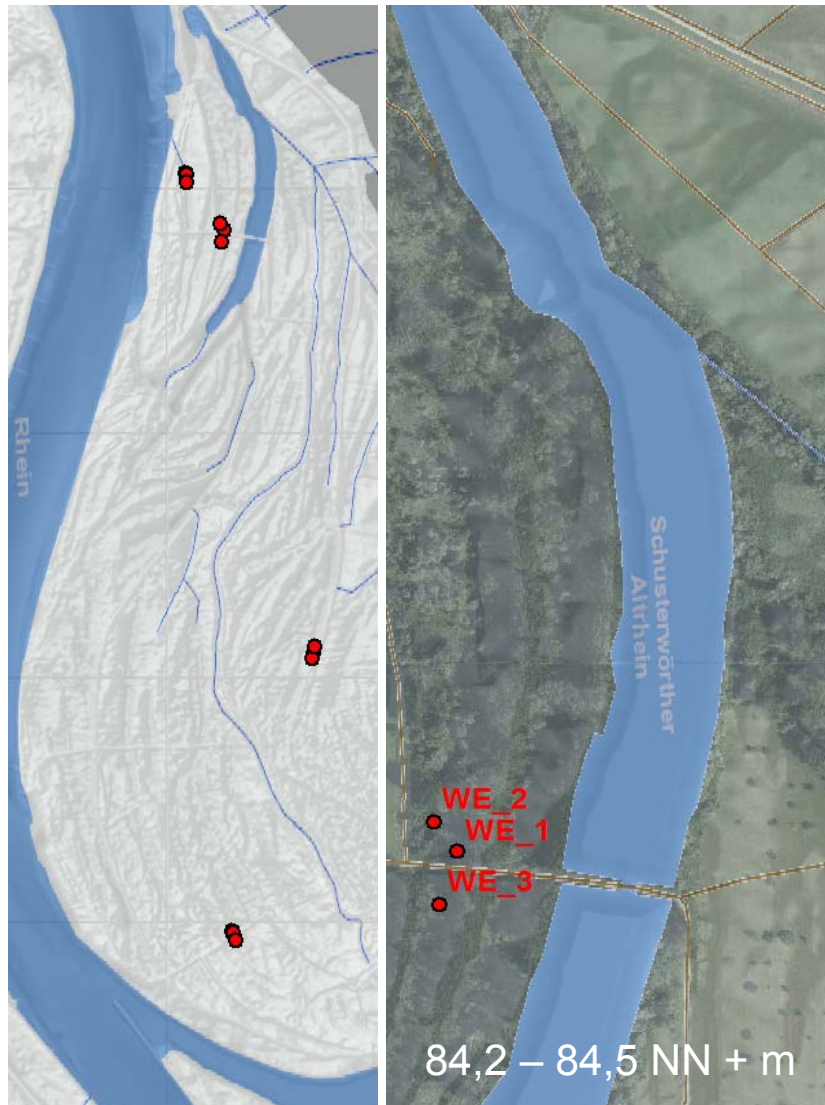 Rhein
Schusterwörther
Altrhein
WE_2
WE_1
WE_3
84,2 – 84,5 NN + m